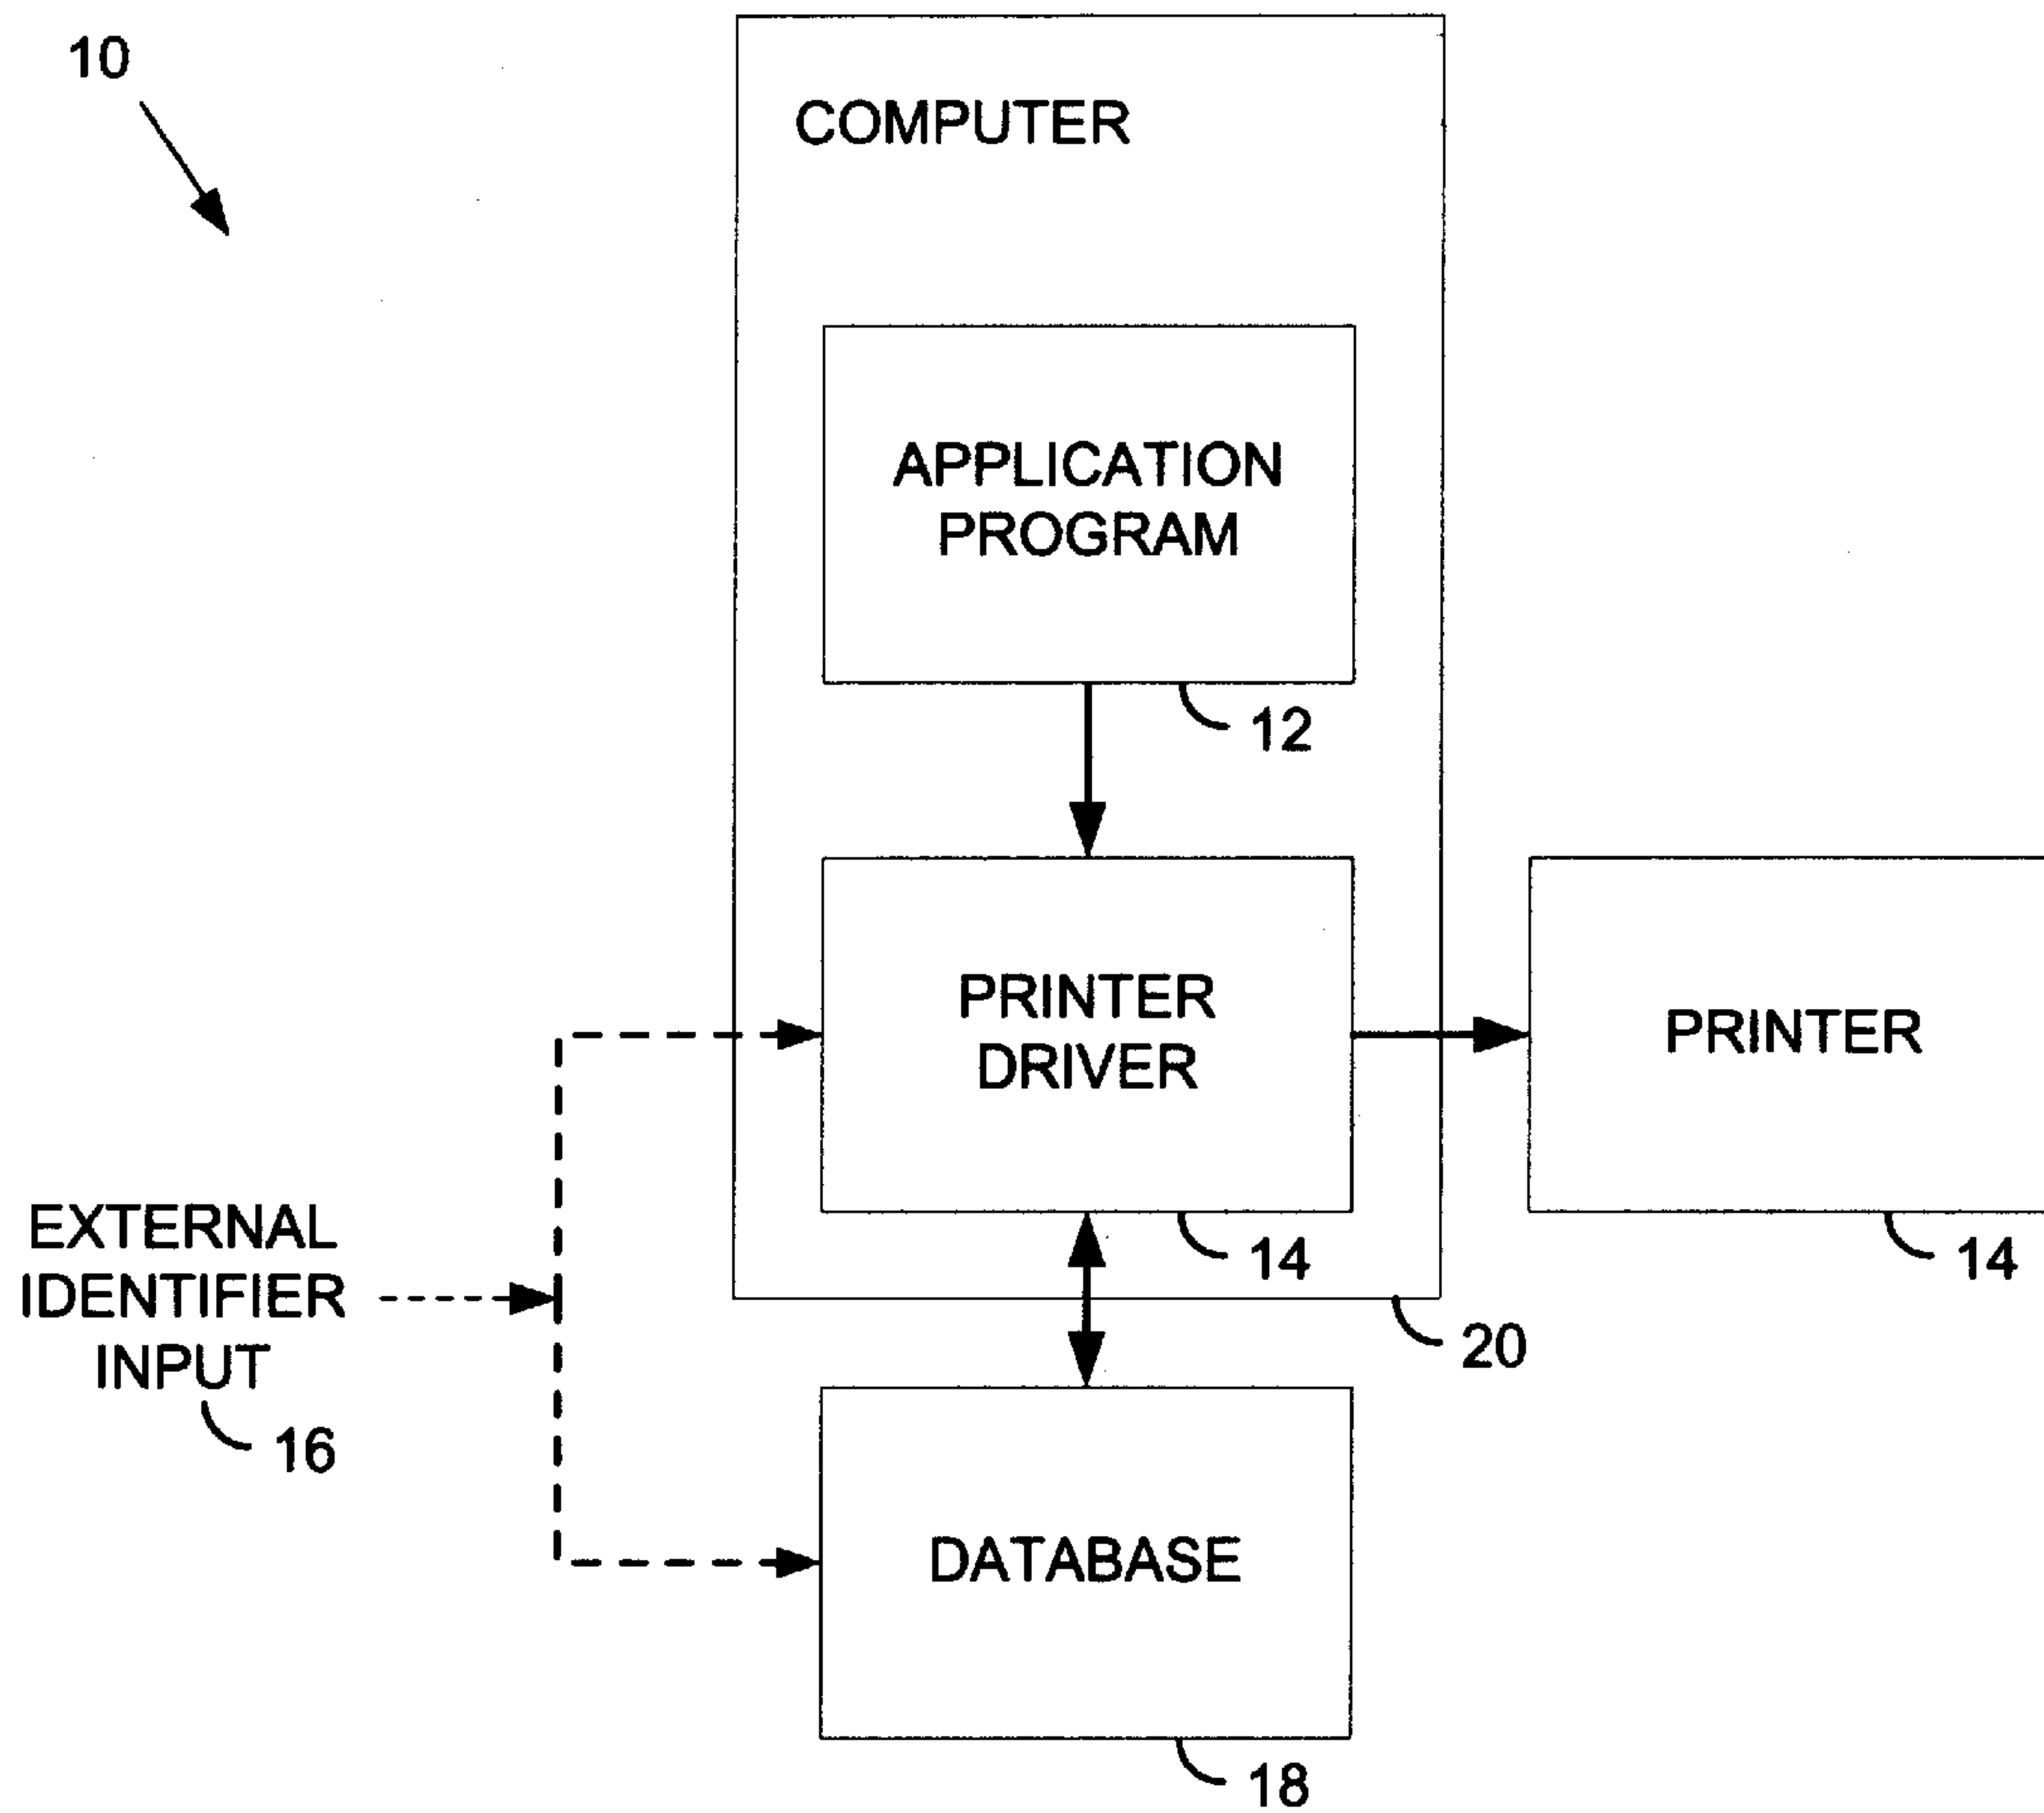 10
COMPUTER
APPLICATION
PROGRAM
12
PRINTER
DRIVER
14
PRINTER
14
20
EXTERNAL
IDENTIFIER
INPUT
16
DATABASE
18